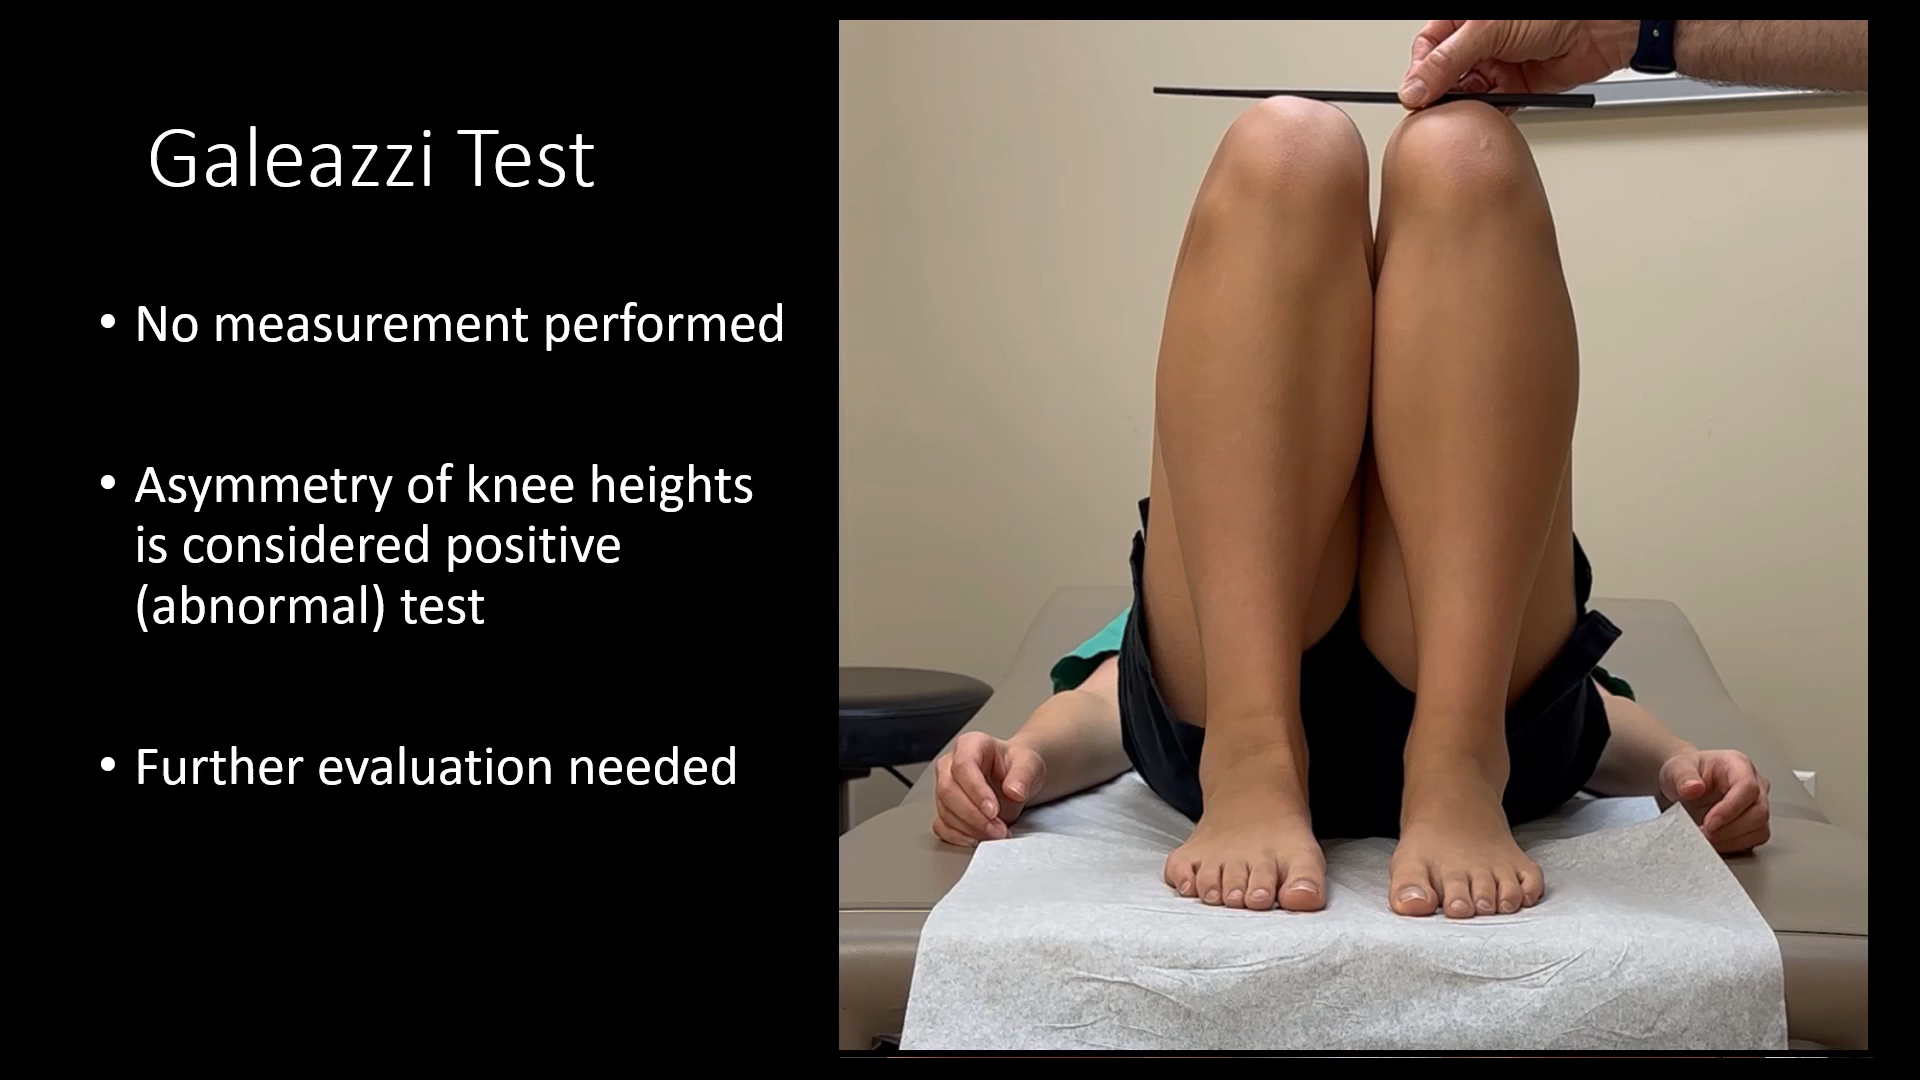 Galeazzi Test
• No measurement performed
• Asymmetry of knee heights
is considered positive
(abnormal) test
• Further evaluation needed